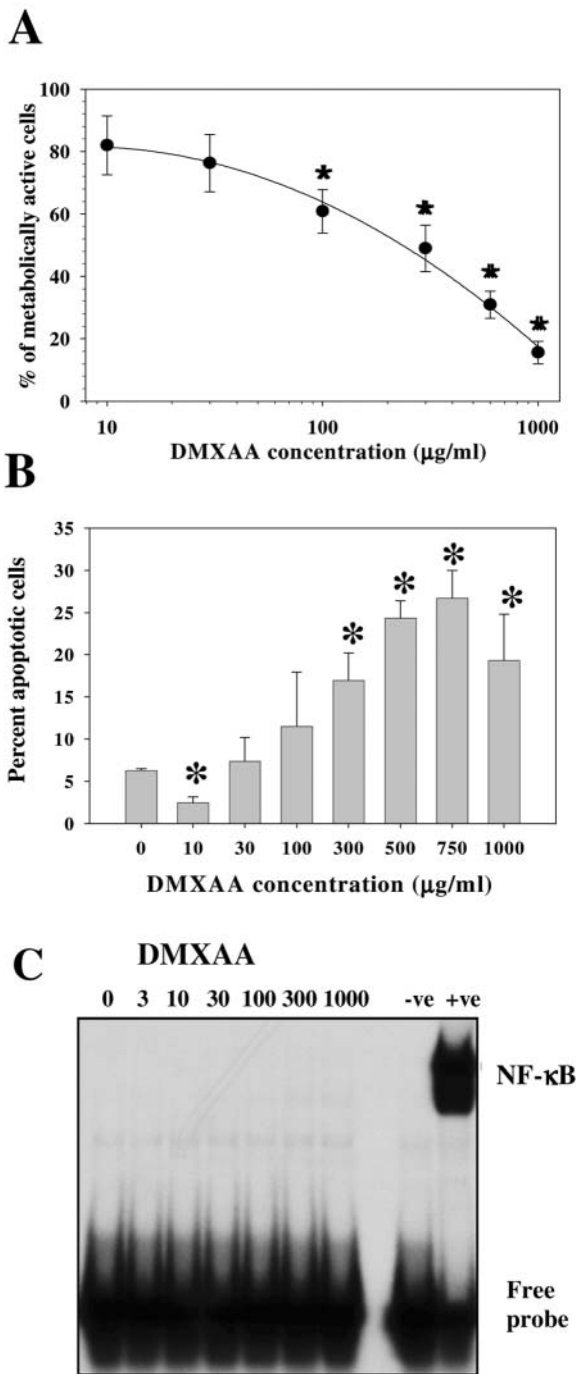 A
100
80
60
40
20
0
% of metabolically active cells
10 100 1000
DMXAA concentration (μg/ml)
B
35
30
25
20
15
10
5
0
Percent apoptotic cells
* * * * * *
0 10 30 100 300 500 750 1000
DMXAA concentration (μg/ml)
C
DMXAA
0 3 10 30 100 300 1000 -ve +ve
NF-κB
Free
probe